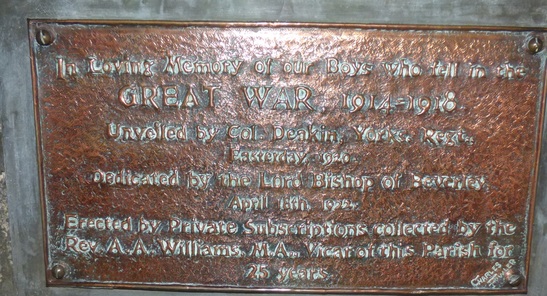 In Loving Memory of our Boys who fell in the
GREAT WAR. 1914-1918.
Unveiled by Col. Deakin, Yorks. Regt.
Easterday, 1920.
Dedicated by the Lord Bishop of Beverley
April 1922.
Erected by Private Subscriptions collected by the
Rev. A.A. Williams, M.A., Vicar of this Parish for
25 years.